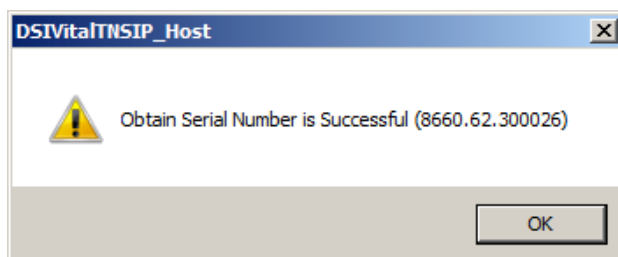 DSIVitalTNSIP_Host
Obtain Serial Number is Successful (8660.62.300026)
OK